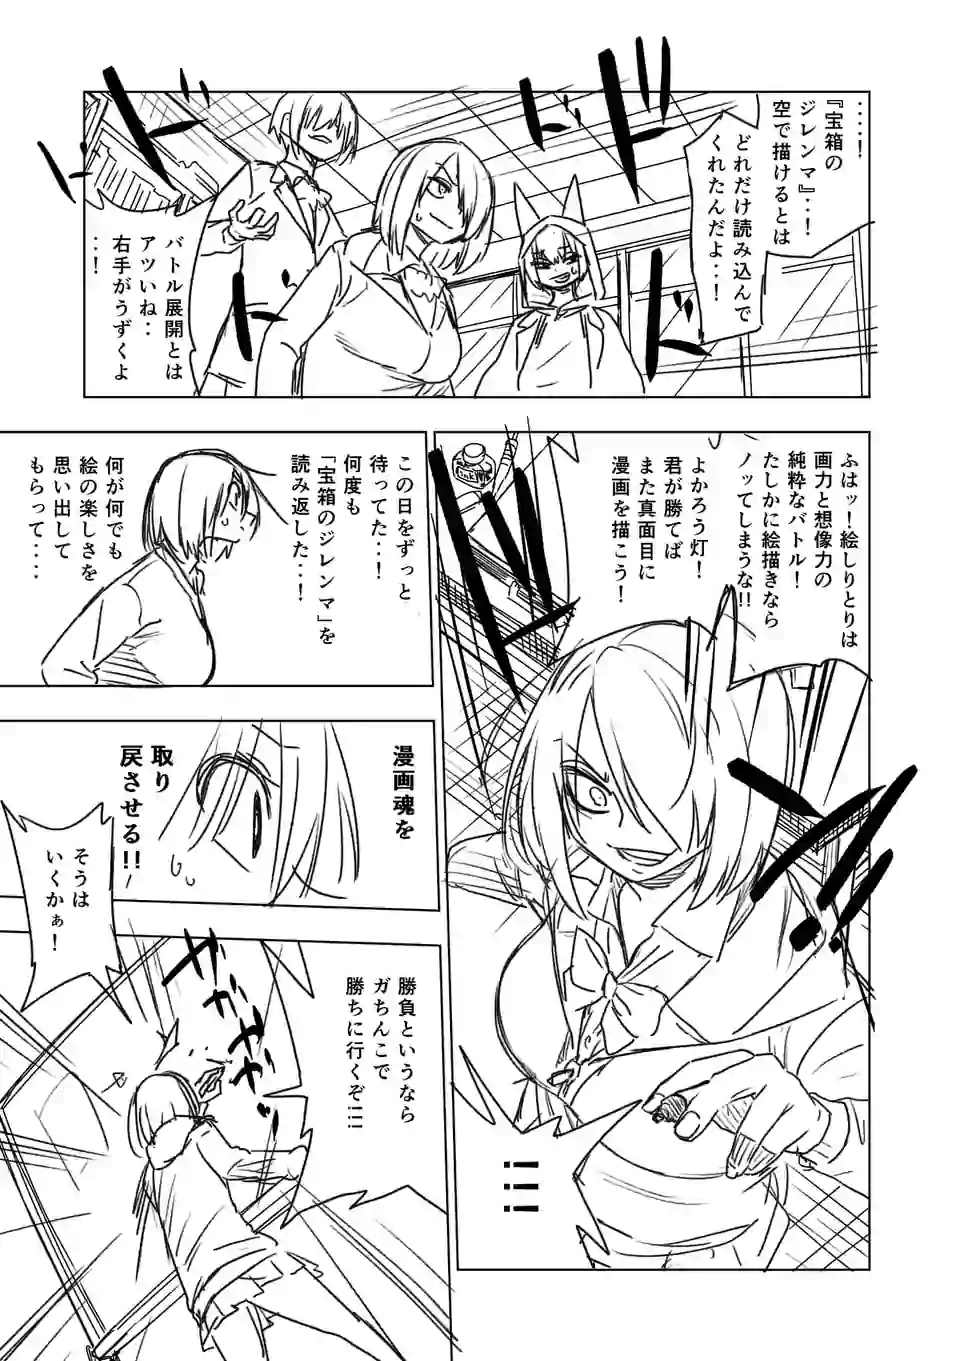 ‥‥！
『宝箱の
ジレンマ』‥！
空で描けるとは
どれだけ読み込んで
くれたんだよ‥！
ドド
ドド
バトル展開とは
アツいね‥
右手がうずくよ
‥！
ふはッ！絵しりとりは
画力と想像力の
純粋なバトル！
たしかに絵描きなら
ノッてしまうな!!
よかろう灯！
君が勝てば
また真面目に
漫画を描こう！
!!!
この日をずっと
待ってた‥！
何度も
「宝箱のジレンマ」を
読み返した‥！
何が何でも
絵の楽しさを
思い出して
もらって‥‥
漫画魂を
取り
戻させる!!
そうは
いくかぁ！
勝負というなら
ガちんこで
勝ちに行くぞ!!!